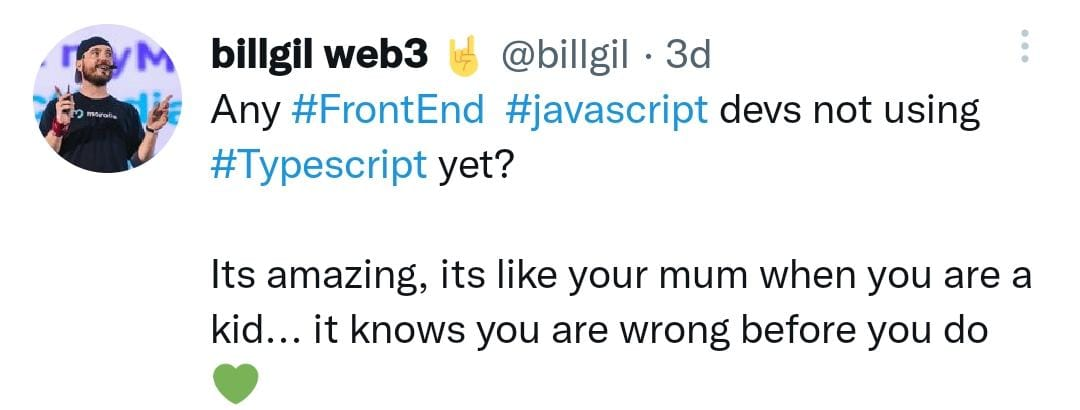 billgil web3 🤘 @billgil · 3d
Any #FrontEnd #javascript devs not using
#Typescript yet?
Its amazing, its like your mum when you are a
kid... it knows you are wrong before you do
💚